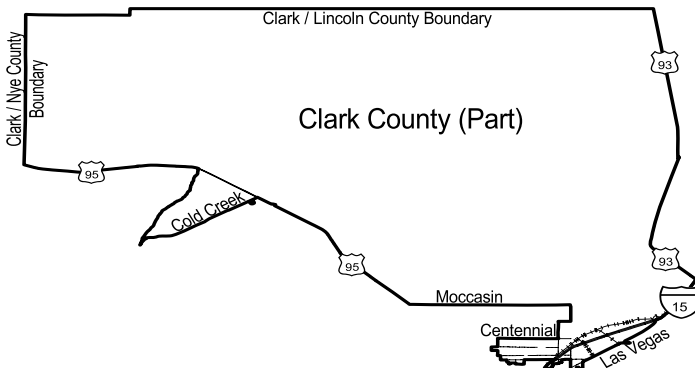 Clark / Lincoln County Boundary
Clark / Nye County
Boundary
93
Clark County (Part)
95
Cold Creek
93
95
Moccasin
15
Centennial
Las Vegas